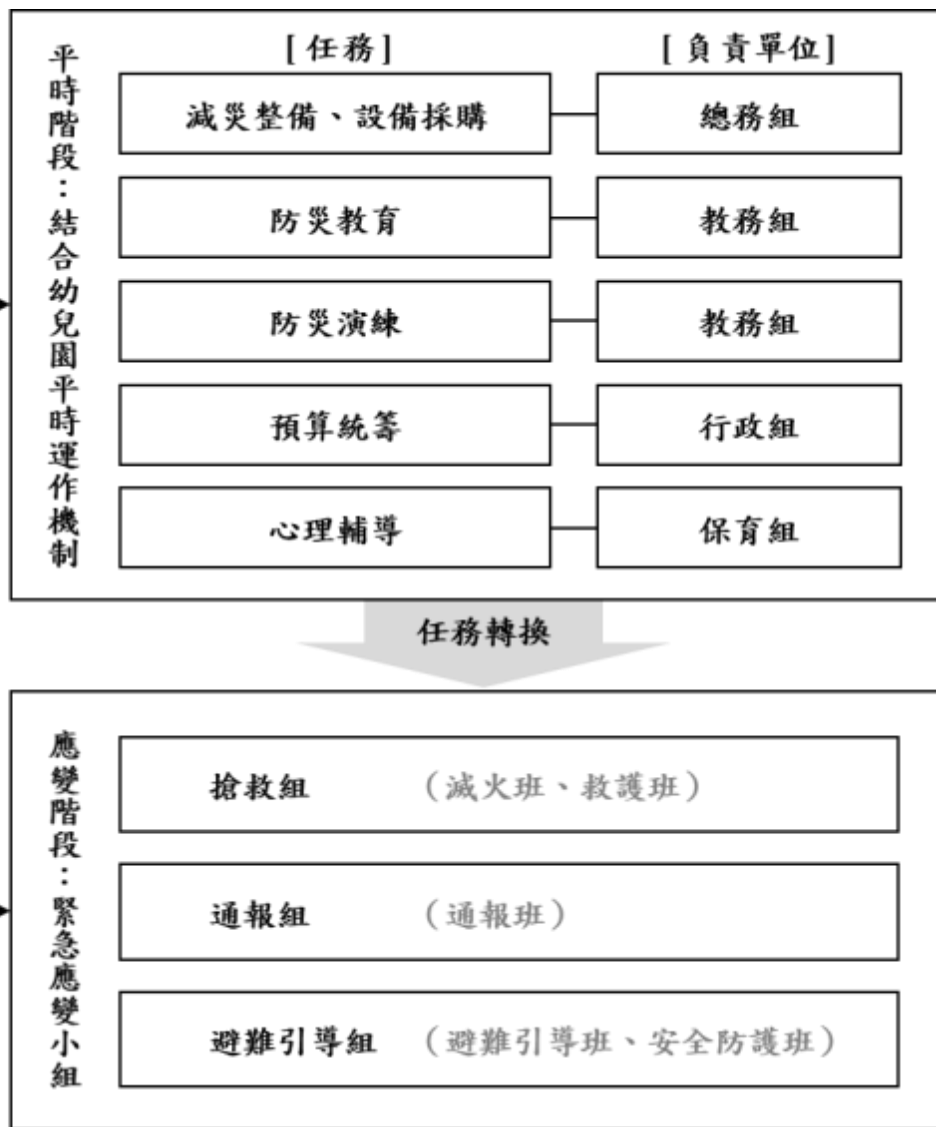 平時階段：結合幼兒園平時運作機制
[任務] [負責單位]
減災整備、設備採購 總務組
防災教育 教務組
防災演練 教務組
預算統籌 行政組
心理輔導 保育組
任務轉換
應變階段：緊急應變小組
搶救組 （滅火班、救護班）
通報組 （通報班）
避難引導組 （避難引導班、安全防護班）